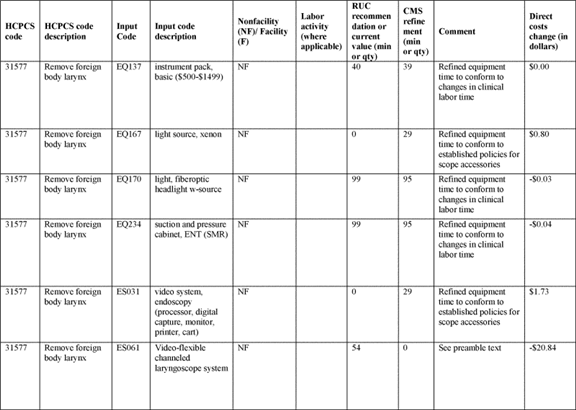 HCPCS code | HCPCS code description | Input Code | Input code description | Nonfacility (NF)/ Facility (F) | Labor activity (where applicable) | RUC recommen dation or current value (min or qty) | CMS refine ment (min or qty) | Comment | Direct costs change (in dollars)
31577 | Remove foreign body larynx | EQ137 | instrument pack, basic ($500-$1499) | NF | | 40 | 39 | Refined equipment time to conform to changes in clinical labor time | $0.00
31577 | Remove foreign body larynx | EQ167 | light source, xenon | NF | | 0 | 29 | Refined equipment time to conform to established policies for scope accessories | $0.80
31577 | Remove foreign body larynx | EQ170 | light, fiberoptic headlight w-source | NF | | 99 | 95 | Refined equipment time to conform to changes in clinical labor time | -$0.03
31577 | Remove foreign body larynx | EQ234 | suction and pressure cabinet, ENT (SMR) | NF | | 99 | 95 | Refined equipment time to conform to changes in clinical labor time | -$0.04
31577 | Remove foreign body larynx | ES031 | video system, endoscopy (processor, digital capture, monitor, printer, cart) | NF | | 0 | 29 | Refined equipment time to conform to established policies for scope accessories | $1.73
31577 | Remove foreign body larynx | ES061 | Video-flexible channeled laryngoscope system | NF | | 54 | 0 | See preamble text | -$20.84